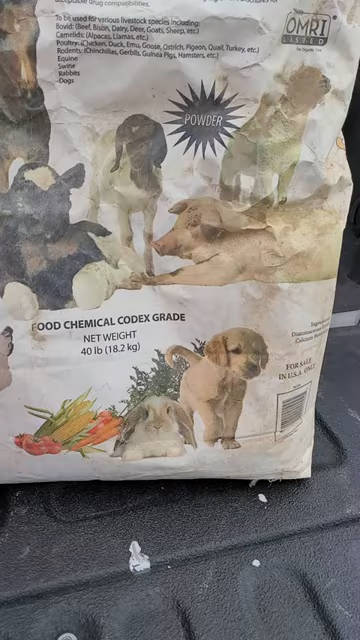 acceptable drug compatibilities.
To be used for various livestock species including:
Bovid: (Beef, Bison, Dairy, Deer, Goats, Sheep, etc.)
Camelids: (Alpacas, Llamas, etc.)
Poultry: (Chicken, Duck, Emu, Goose, Ostrich, Pigeon, Quail, Turkey, etc.)
Rodents: (Chinchillas, Gerbils, Guinea Pigs, Hamsters, etc.)
Equine
Swine
Rabbits
Dogs
OMRI
LISTED
POWDER
FOOD CHEMICAL CODEX GRADE
NET WEIGHT
40 lb (18.2 kg)
FOR SALE
IN U.S.A. ONLY